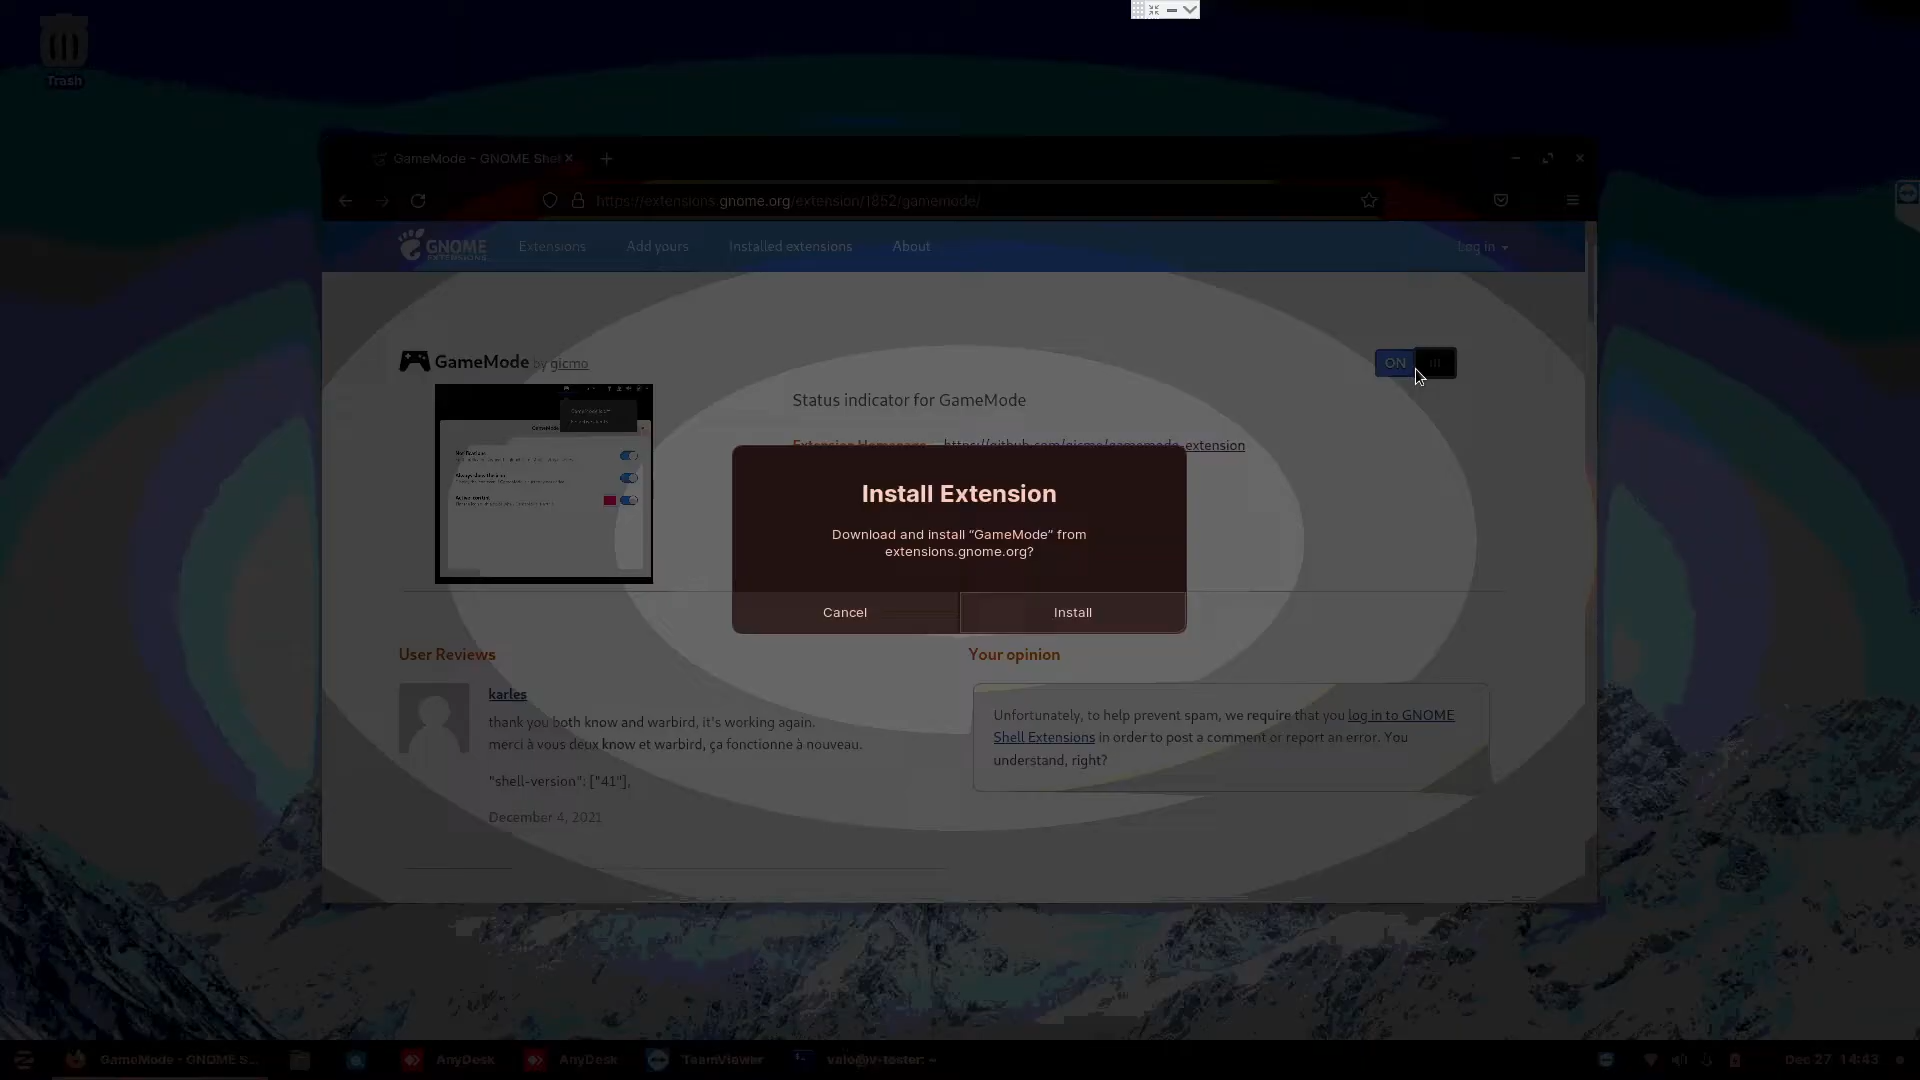 Trash
GameMode - GNOME Shel
https://extensions.gnome.org/extension/1852/gamemode/
GNOME
EXTENSIONS
Extensions
Add yours
Installed extensions
About
Log in
GameMode by gicmo
ON
Status indicator for GameMode
Extension Homepage
https://github.com/gicmo/gamemode-extension
Install Extension
Download and install “GameMode” from
extensions.gnome.org?
Cancel
Install
User Reviews
karles
thank you both know and warbird, it's working again.
merci à vous deux know et warbird, ça fonctionne à nouveau.
"shell-version": ["41"],
December 4, 2021
Your opinion
Unfortunately, to help prevent spam, we require that you log in to GNOME
Shell Extensions in order to post a comment or report an error. You
understand, right?
GameMode - GNOME S...
AnyDesk
AnyDesk
TeamViewer
Dec 27 14:43